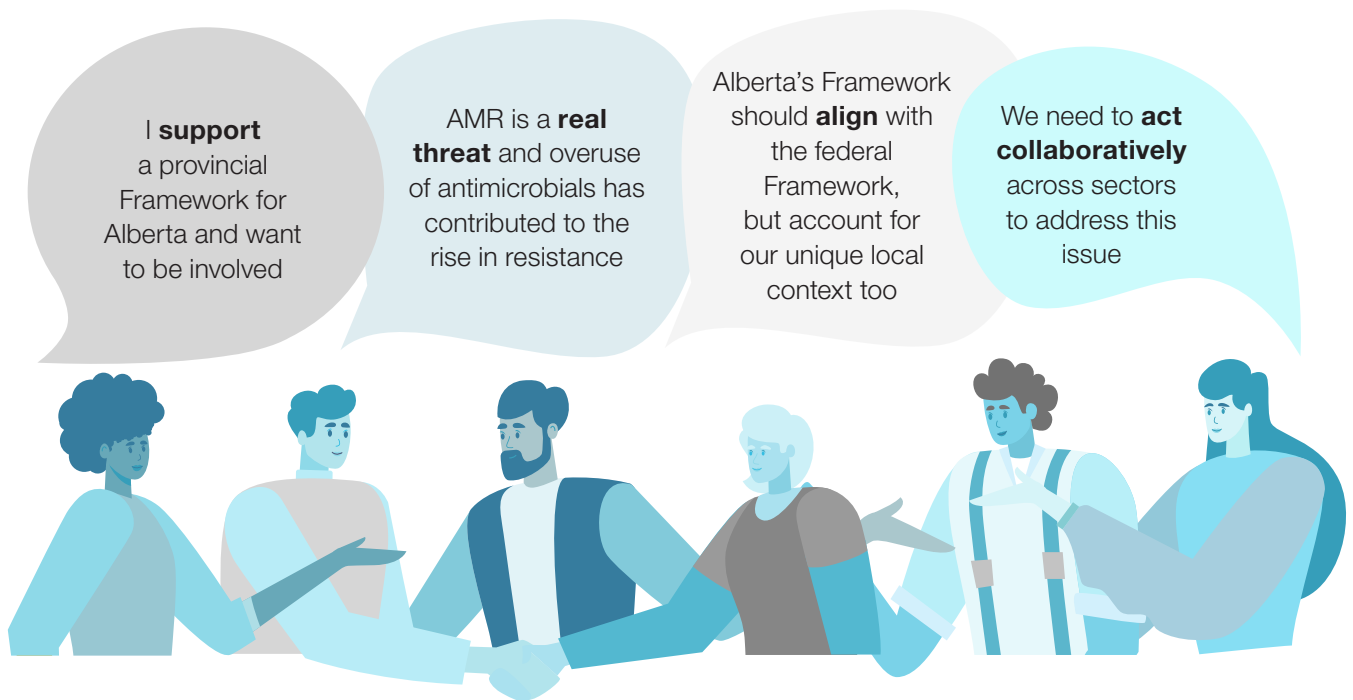 I support
a provincial
Framework for
Alberta and want
to be involved
AMR is a real
threat and overuse
of antimicrobials has
contributed to the
rise in resistance
Alberta’s Framework
should align with
the federal
Framework,
but account for
our unique local
context too
We need to act
collaboratively
across sectors
to address this
issue